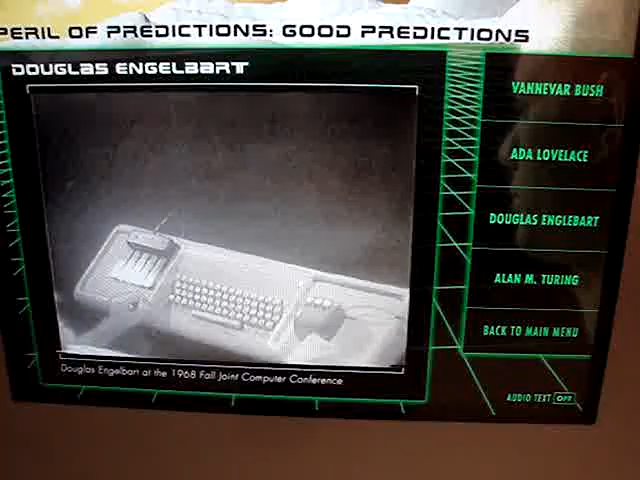 PERIL OF PREDICTIONS: GOOD PREDICTIONS
DOUGLAS ENGELBART
VANNEVAR BUSH
ADA LOVELACE
DOUGLAS ENGLEBART
ALAN M. TURING
BACK TO MAIN MENU
Douglas Engelbart at the 1968 Fall Joint Computer Conference
AUDIO TEXT OFF